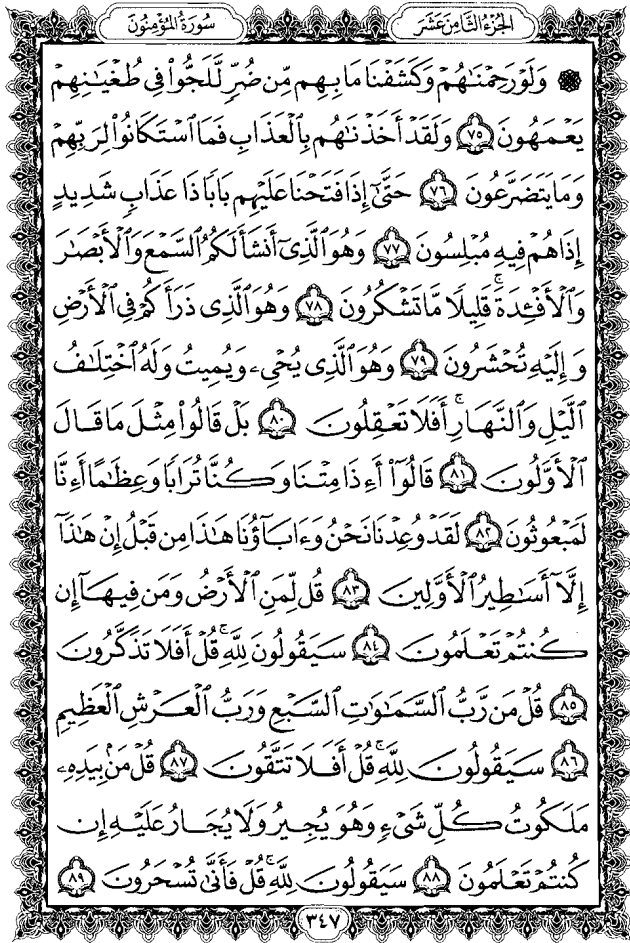 الجزء الثامن عشر
سورة المؤمنون
۞ وَلَوْ رَحِمْنَٰهُمْ وَكَشَفْنَا مَا بِهِم مِّن ضُرٍّ لَّلَجُّوا۟ فِى طُغْيَٰنِهِمْ
يَعْمَهُونَ ٧٥ وَلَقَدْ أَخَذْنَٰهُم بِٱلْعَذَابِ فَمَا ٱسْتَكَانُوا۟ لِرَبِّهِمْ
وَمَا يَتَضَرَّعُونَ ٧٦ حَتَّىٰٓ إِذَا فَتَحْنَا عَلَيْهِم بَابًا ذَا عَذَابٍ شَدِيدٍ
إِذَا هُمْ فِيهِ مُبْلِسُونَ ٧٧ وَهُوَ ٱلَّذِىٓ أَنشَأَ لَكُمُ ٱلسَّمْعَ وَٱلْأَبْصَٰرَ
وَٱلْأَفْـِٔدَةَ ۚ قَلِيلًا مَّا تَشْكُرُونَ ٧٨ وَهُوَ ٱلَّذِى ذَرَأَكُمْ فِى ٱلْأَرْضِ
وَإِلَيْهِ تُحْشَرُونَ ٧٩ وَهُوَ ٱلَّذِى يُحْىِۦ وَيُمِيتُ وَلَهُ ٱخْتِلَٰفُ
ٱلَّيْلِ وَٱلنَّهَارِ ۚ أَفَلَا تَعْقِلُونَ ٨٠ بَلْ قَالُوا۟ مِثْلَ مَا قَالَ
ٱلْأَوَّلُونَ ٨١ قَالُوٓا۟ أَءِذَا مِتْنَا وَكُنَّا تُرَابًا وَعِظَٰمًا أَءِنَّا
لَمَبْعُوثُونَ ٨٢ لَقَدْ وُعِدْنَا نَحْنُ وَءَابَآؤُنَا هَٰذَا مِن قَبْلُ إِنْ هَٰذَآ
إِلَّآ أَسَٰطِيرُ ٱلْأَوَّلِينَ ٨٣ قُل لِّمَنِ ٱلْأَرْضُ وَمَن فِيهَآ إِن
كُنتُمْ تَعْلَمُونَ ٨٤ سَيَقُولُونَ لِلَّهِ ۚ قُلْ أَفَلَا تَذَكَّرُونَ
٨٥ قُلْ مَن رَّبُّ ٱلسَّمَٰوَٰتِ ٱلسَّبْعِ وَرَبُّ ٱلْعَرْشِ ٱلْعَظِيمِ
٨٦ سَيَقُولُونَ لِلَّهِ ۚ قُلْ أَفَلَا تَتَّقُونَ ٨٧ قُلْ مَنۢ بِيَدِهِۦ
مَلَكُوتُ كُلِّ شَىْءٍ وَهُوَ يُجِيرُ وَلَا يُجَارُ عَلَيْهِ إِن
كُنتُمْ تَعْلَمُونَ ٨٨ سَيَقُولُونَ لِلَّهِ ۚ قُلْ فَأَنَّىٰ تُسْحَرُونَ ٨٩
٣٤٧